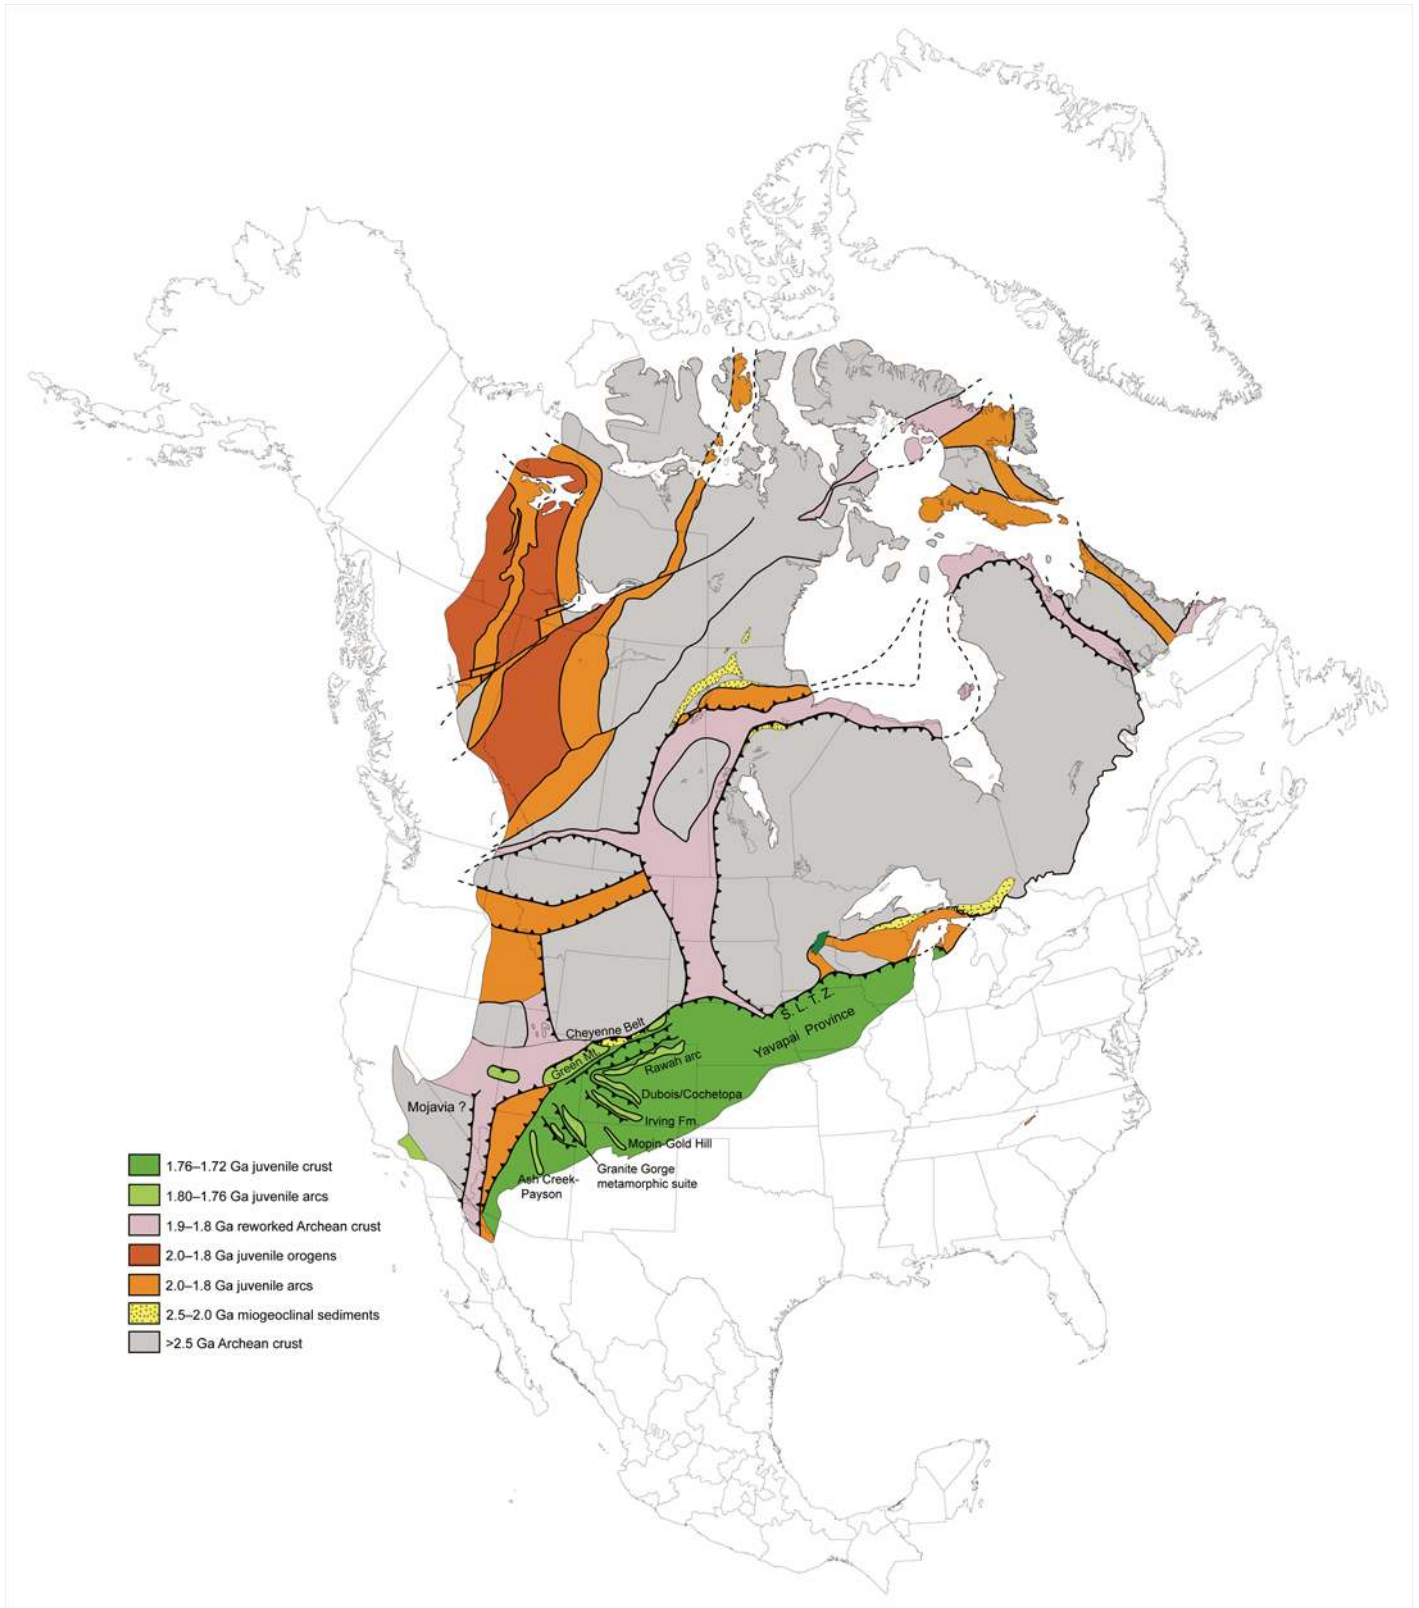 Cheyenne Belt
S. L. T. Z.
Green Mt.
Yavapai Province
Rawah arc
Dubois/Cochetopa
Mojavia ?
Irving Fm.
Mopin-Gold Hill
Granite Gorge
metamorphic suite
Ash Creek-
Payson
1.76–1.72 Ga juvenile crust
1.80–1.76 Ga juvenile arcs
1.9–1.8 Ga reworked Archean crust
2.0–1.8 Ga juvenile orogens
2.0–1.8 Ga juvenile arcs
2.5–2.0 Ga miogeoclinal sediments
>2.5 Ga Archean crust